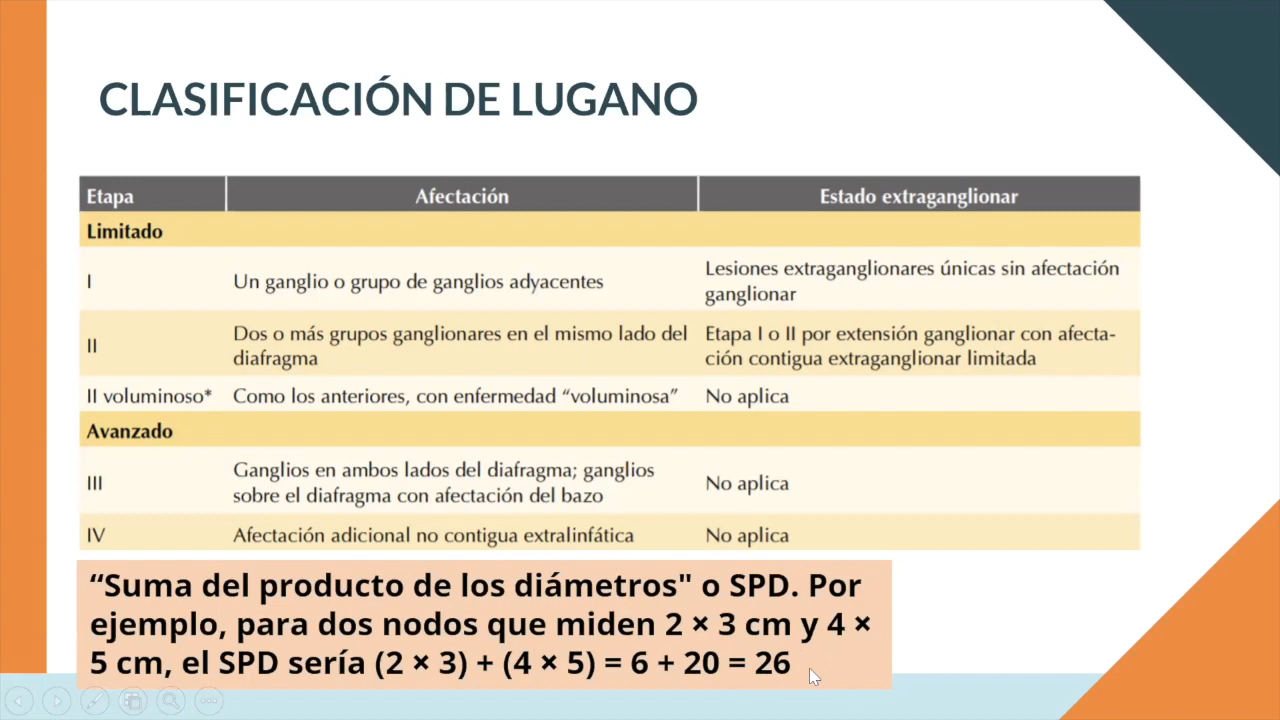 CLASIFICACIÓN DE LUGANO
Etapa Afectación Estado extraganglionar
Limitado
I Un ganglio o grupo de ganglios adyacentes Lesiones extraganglionares únicas sin afectación
ganglionar
II Dos o más grupos ganglionares en el mismo lado del Etapa I o II por extensión ganglionar con afecta-
diafragma ción contigua extraganglionar limitada
II voluminoso* Como los anteriores, con enfermedad “voluminosa” No aplica
Avanzado
III Ganglios en ambos lados del diafragma; ganglios No aplica
sobre el diafragma con afectación del bazo
IV Afectación adicional no contigua extralinfática No aplica
“Suma del producto de los diámetros" o SPD. Por
ejemplo, para dos nodos que miden 2 × 3 cm y 4 ×
5 cm, el SPD sería (2 × 3) + (4 × 5) = 6 + 20 = 26